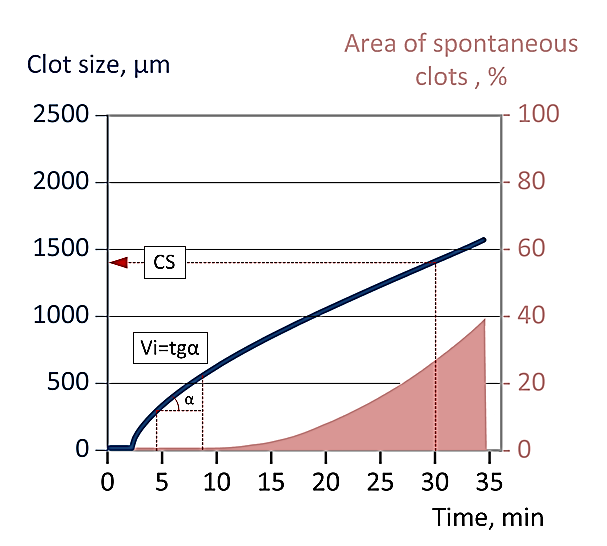 Area of spontaneous
clots , %
Clot size, µm
2500
100
2000
80
1500
60
CS
1000
40
Vi=tgα
500
20
α
0
0
0 5 10 15 20 25 30 35
Time, min